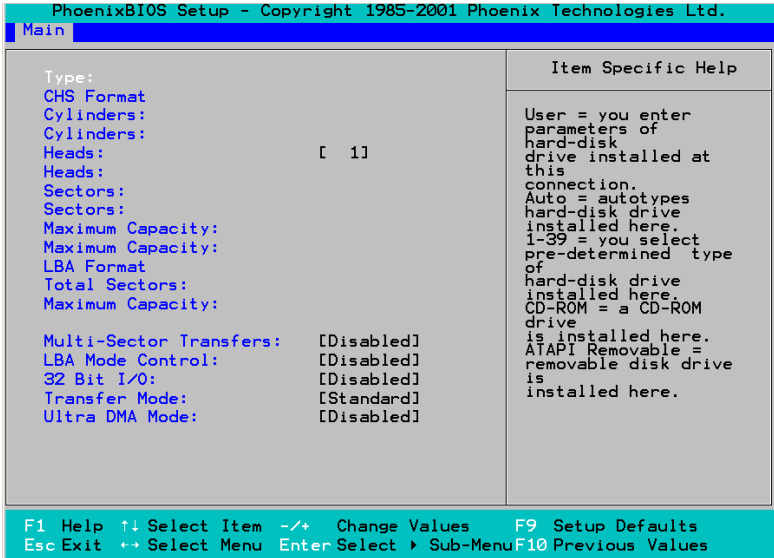 PhoenixBIOS Setup - Copyright 1985-2001 Phoenix Technologies Ltd.
Main
Type:
CHS Format
Cylinders:
Cylinders:
Heads: [ 1]
Heads:
Sectors:
Sectors:
Maximum Capacity:
Maximum Capacity:
LBA Format
Total Sectors:
Maximum Capacity:
Multi-Sector Transfers: [Disabled]
LBA Mode Control: [Disabled]
32 Bit I/O: [Disabled]
Transfer Mode: [Standard]
Ultra DMA Mode: [Disabled]
Item Specific Help
User = you enter
parameters of
hard-disk
drive installed at
this
connection.
Auto = autotypes
hard-disk drive
installed here.
1-39 = you select
pre-determined type
of
hard-disk drive
installed here.
CD-ROM = a CD-ROM
drive
is installed here.
ATAPI Removable =
removable disk drive
is
installed here.
F1 Help ↑↓ Select Item -/+ Change Values F9 Setup Defaults
Esc Exit ↔ Select Menu Enter Select ▸ Sub-Menu F10 Previous Values